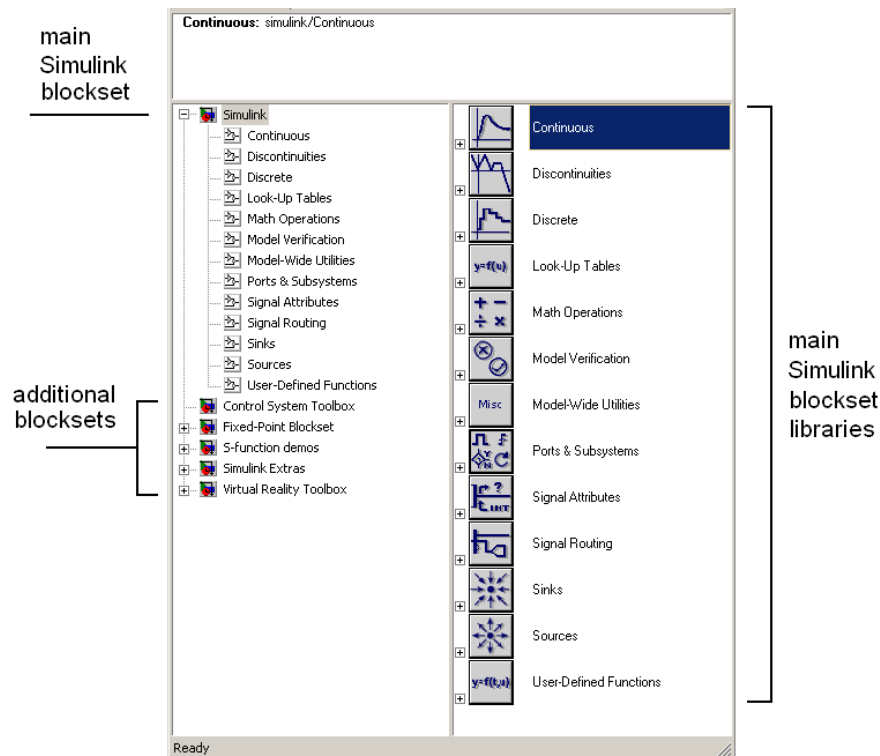 Continuous: simulink/Continuous
main
Simulink
blockset
Simulink
Continuous
Discontinuities
Discrete
Look-Up Tables
Math Operations
Model Verification
Model-Wide Utilities
Ports & Subsystems
Signal Attributes
Signal Routing
Sinks
Sources
User-Defined Functions
Control System Toolbox
Fixed-Point Blockset
S-function demos
Simulink Extras
Virtual Reality Toolbox
additional
blocksets
Continuous
Discontinuities
Discrete
y=f(u)
Look-Up Tables
+ −
÷ ×
Math Operations
Model Verification
Misc
Model-Wide Utilities
Y
N
Ports & Subsystems
?
INT
Signal Attributes
Signal Routing
Sinks
Sources
y=f(t,u)
User-Defined Functions
main
Simulink
blockset
libraries
Ready